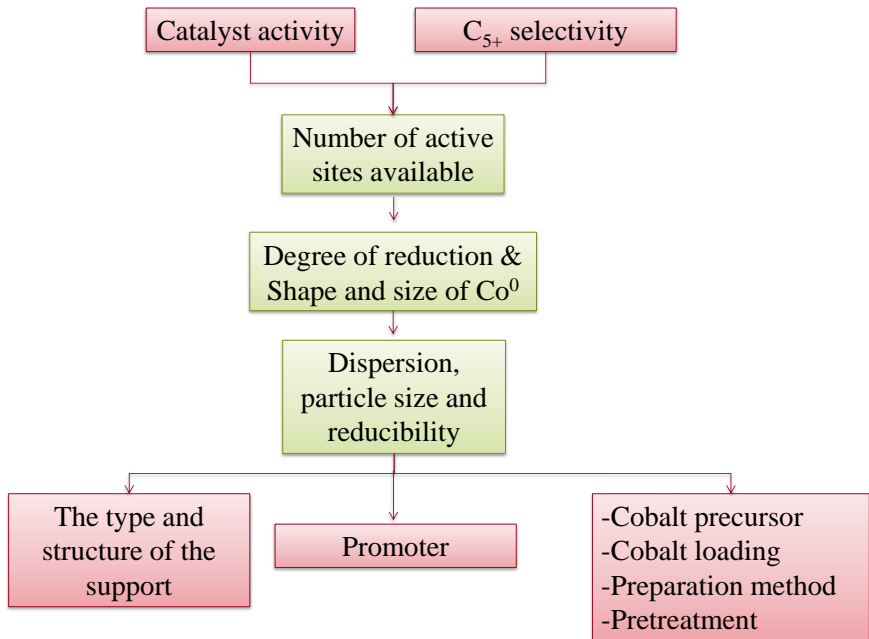 Catalyst activity
C₅₊ selectivity
Number of active
sites available
Degree of reduction &
Shape and size of Co⁰
Dispersion,
particle size and
reducibility
The type and
structure of the
support
Promoter
-Cobalt precursor
-Cobalt loading
-Preparation method
-Pretreatment